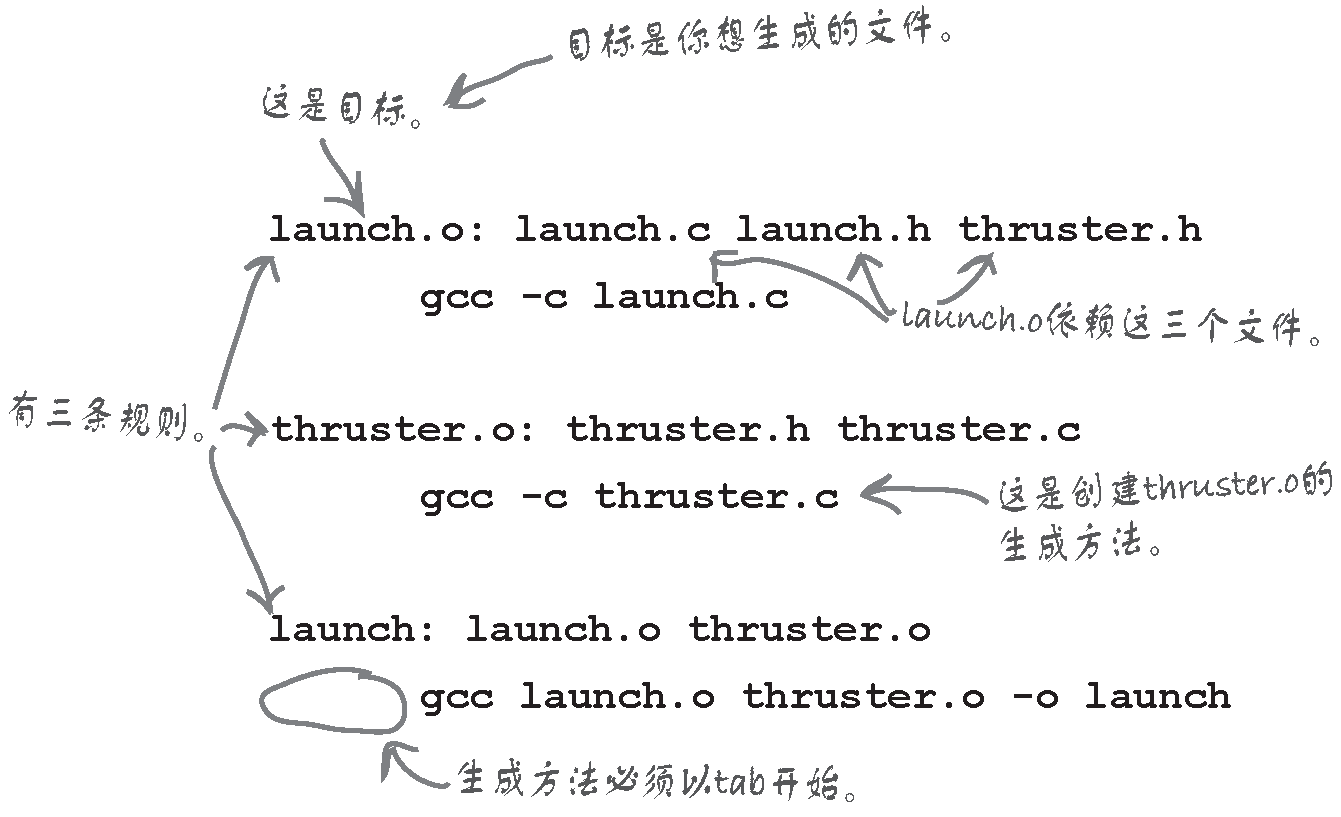 目标是你想生成的文件。
这是目标。
launch.o: launch.c launch.h thruster.h
gcc -c launch.c
launch.o依赖这三个文件。
有三条规则。
thruster.o: thruster.h thruster.c
gcc -c thruster.c
这是创建thruster.o的
生成方法。
launch: launch.o thruster.o
gcc launch.o thruster.o -o launch
生成方法必须以tab开始。